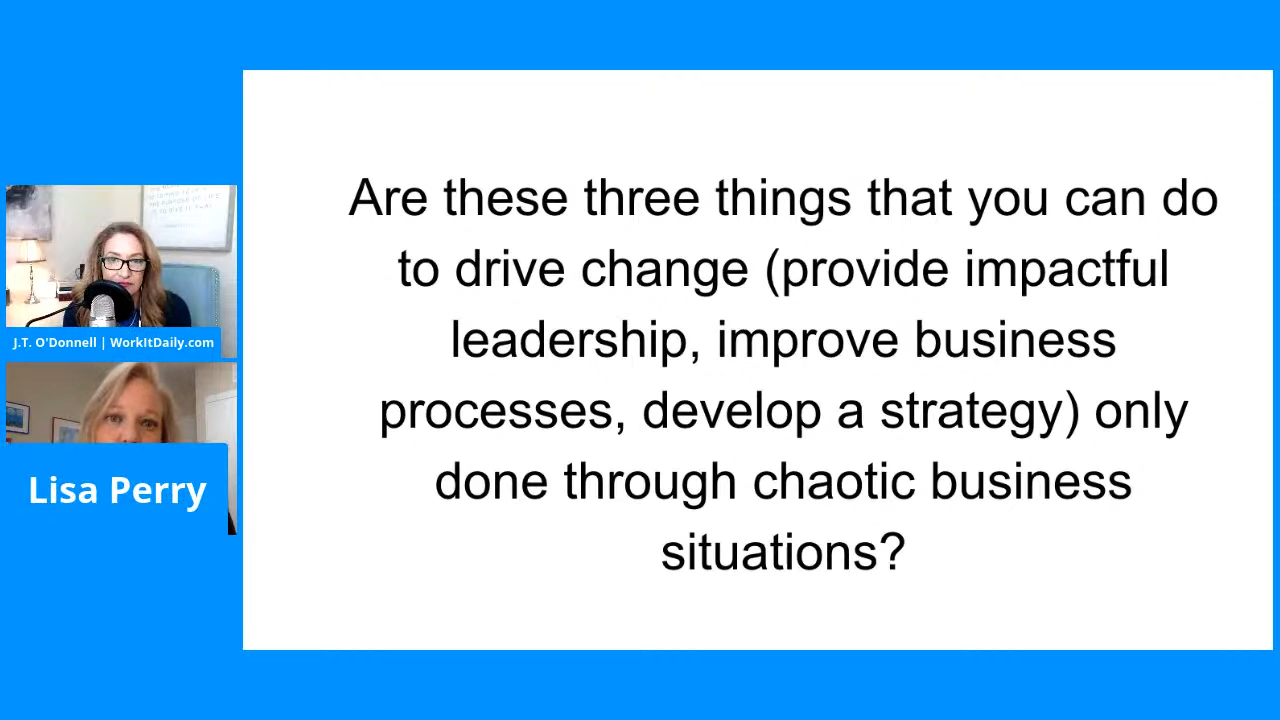 J.T. O'Donnell | WorkItDaily.com
Lisa Perry
Are these three things that you can do
to drive change (provide impactful
leadership, improve business
processes, develop a strategy) only
done through chaotic business
situations?